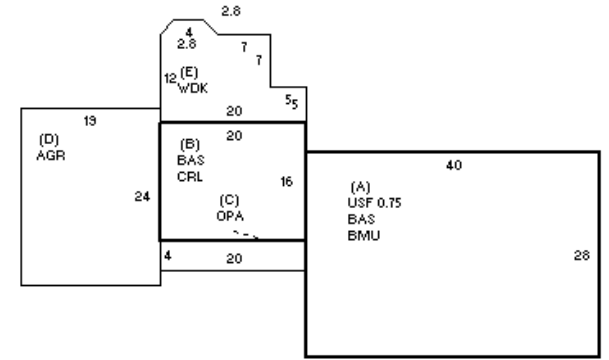 2.8
4
2.8
7
7
12
(E)
WDK
5
5
20
19
(D)
AGR
24
20
(B)
BAS
CRL
16
(C)
OPA
4
20
40
(A)
USF 0.75
BAS
BMU
28